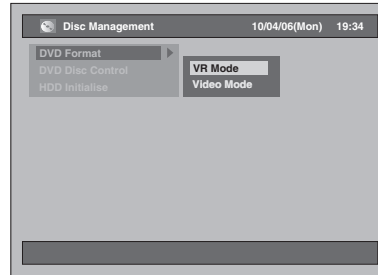 Disc Management 10/04/06(Mon) 19:34
DVD Format
DVD Disc Control
HDD Initialise
VR Mode
Video Mode